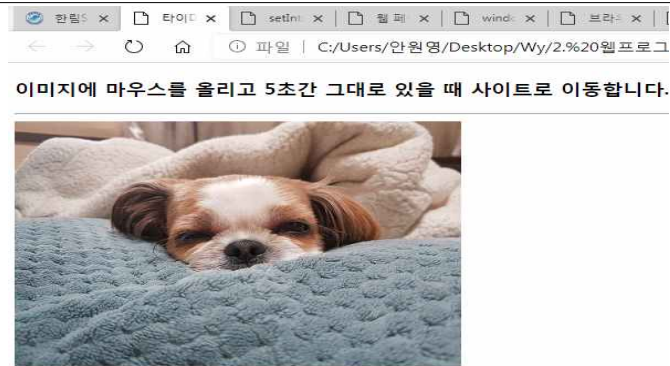 한림S
타이
setInt
웹 페
wind
브라
파일 | C:/Users/안원영/Desktop/Wy/2.%20웹프로그
이미지에 마우스를 올리고 5초간 그대로 있을 때 사이트로 이동합니다.